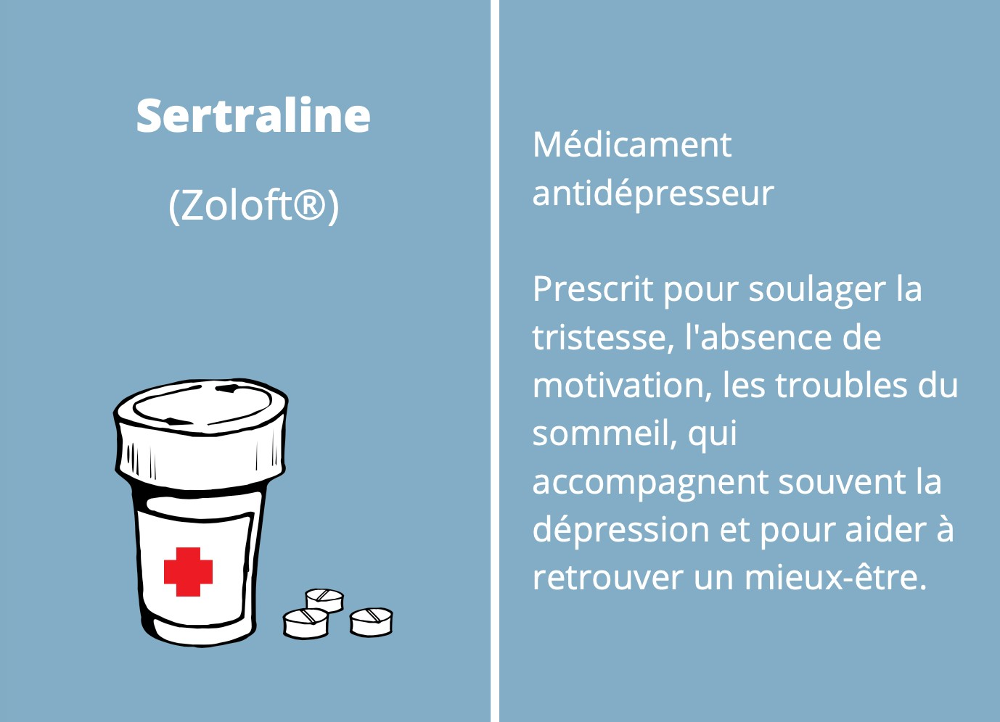 Sertraline
(Zoloft®)
Médicament
antidépresseur
Prescrit pour soulager la
tristesse, l'absence de
motivation, les troubles du
sommeil, qui
accompagnent souvent la
dépression et pour aider à
retrouver un mieux-être.